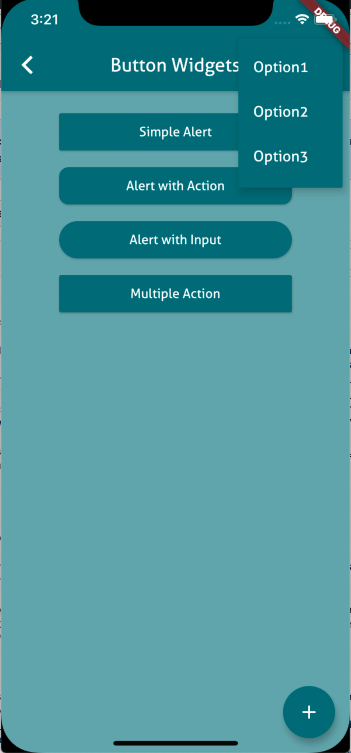 3:21
DEBUG
Button Widgets
Option1
Option2
Option3
Simple Alert
Alert with Action
Alert with Input
Multiple Action
+